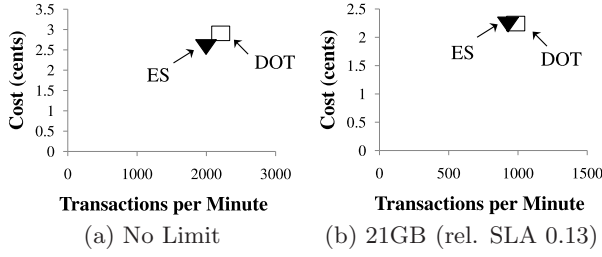 3.5
3
2.5
2
1.5
1
0.5
0
Cost (cents)
ES
DOT
0 1000 2000 3000
Transactions per Minute
(a) No Limit
2.5
2
1.5
1
0.5
0
Cost (cents)
ES
DOT
0 500 1000 1500
Transactions per Minute
(b) 21GB (rel. SLA 0.13)